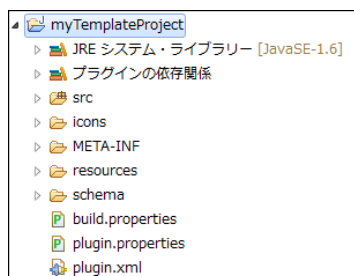 myTemplateProject
JRE システム・ライブラリー [JavaSE-1.6]
プラグインの依存関係
src
icons
META-INF
resources
schema
build.properties
plugin.properties
plugin.xml